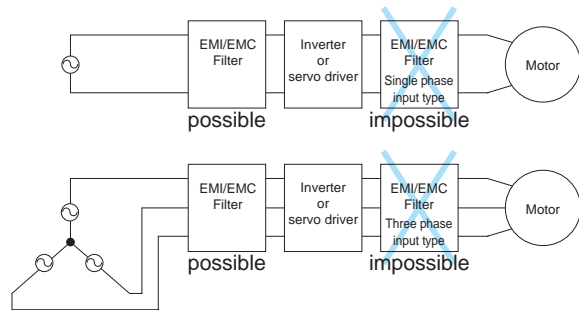 EMI/EMC
Filter
Inverter
or
servo driver
EMI/EMC
Filter
Single phase
input type
Motor
possible
impossible
EMI/EMC
Filter
Inverter
or
servo driver
EMI/EMC
Filter
Three phase
input type
Motor
possible
impossible